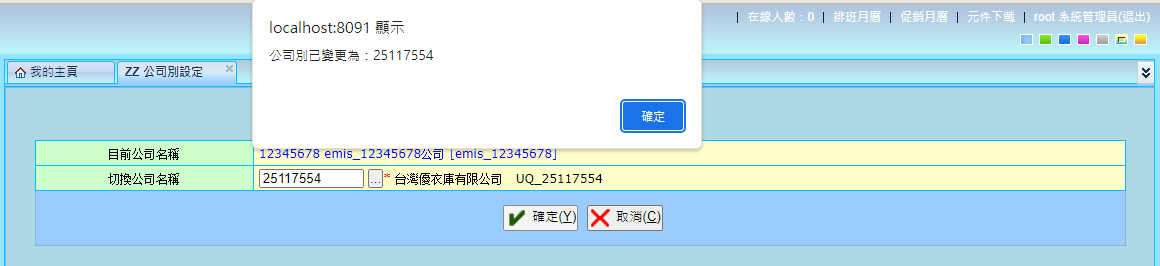 localhost:8091 顯示
公司別已變更為：25117554
確定
| 在線人數：0 | 排班月曆 | 促銷月曆 | 元件下載 | root 系統管理員(退出)
我的主頁 ZZ 公司別設定
目前公司名稱 12345678 emis_12345678公司 [emis_12345678]
切換公司名稱 25117554 ...* 台灣優衣庫有限公司 UQ_25117554
確定(Y) 取消(C)